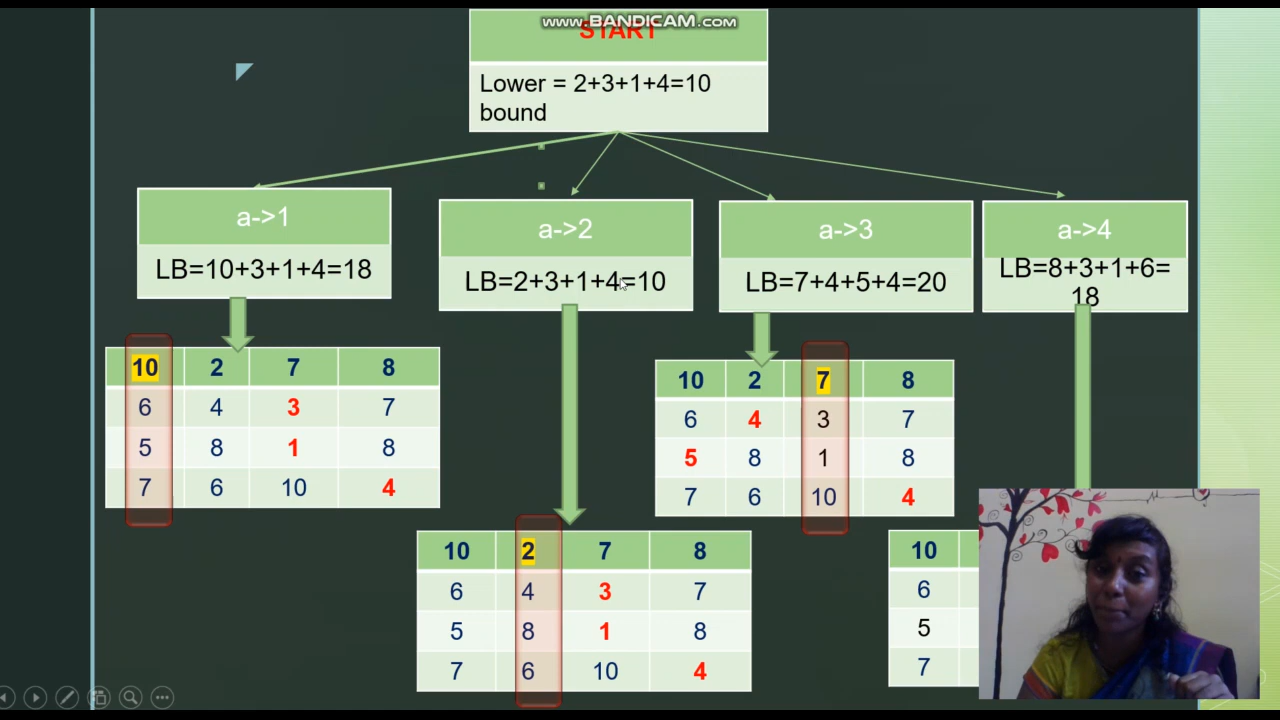 www.BANDICAM.com
START
Lower = 2+3+1+4=10
bound
a->1
LB=10+3+1+4=18
a->2
LB=2+3+1+4=10
a->3
LB=7+4+5+4=20
a->4
LB=8+3+1+6=
18
10 2 7 8
6 4 3 7
5 8 1 8
7 6 10 4
10 2 7 8
6 4 3 7
5 8 1 8
7 6 10 4
10 2 7 8
6 4 3 7
5 8 1 8
7 6 10 4
10
6
5
7